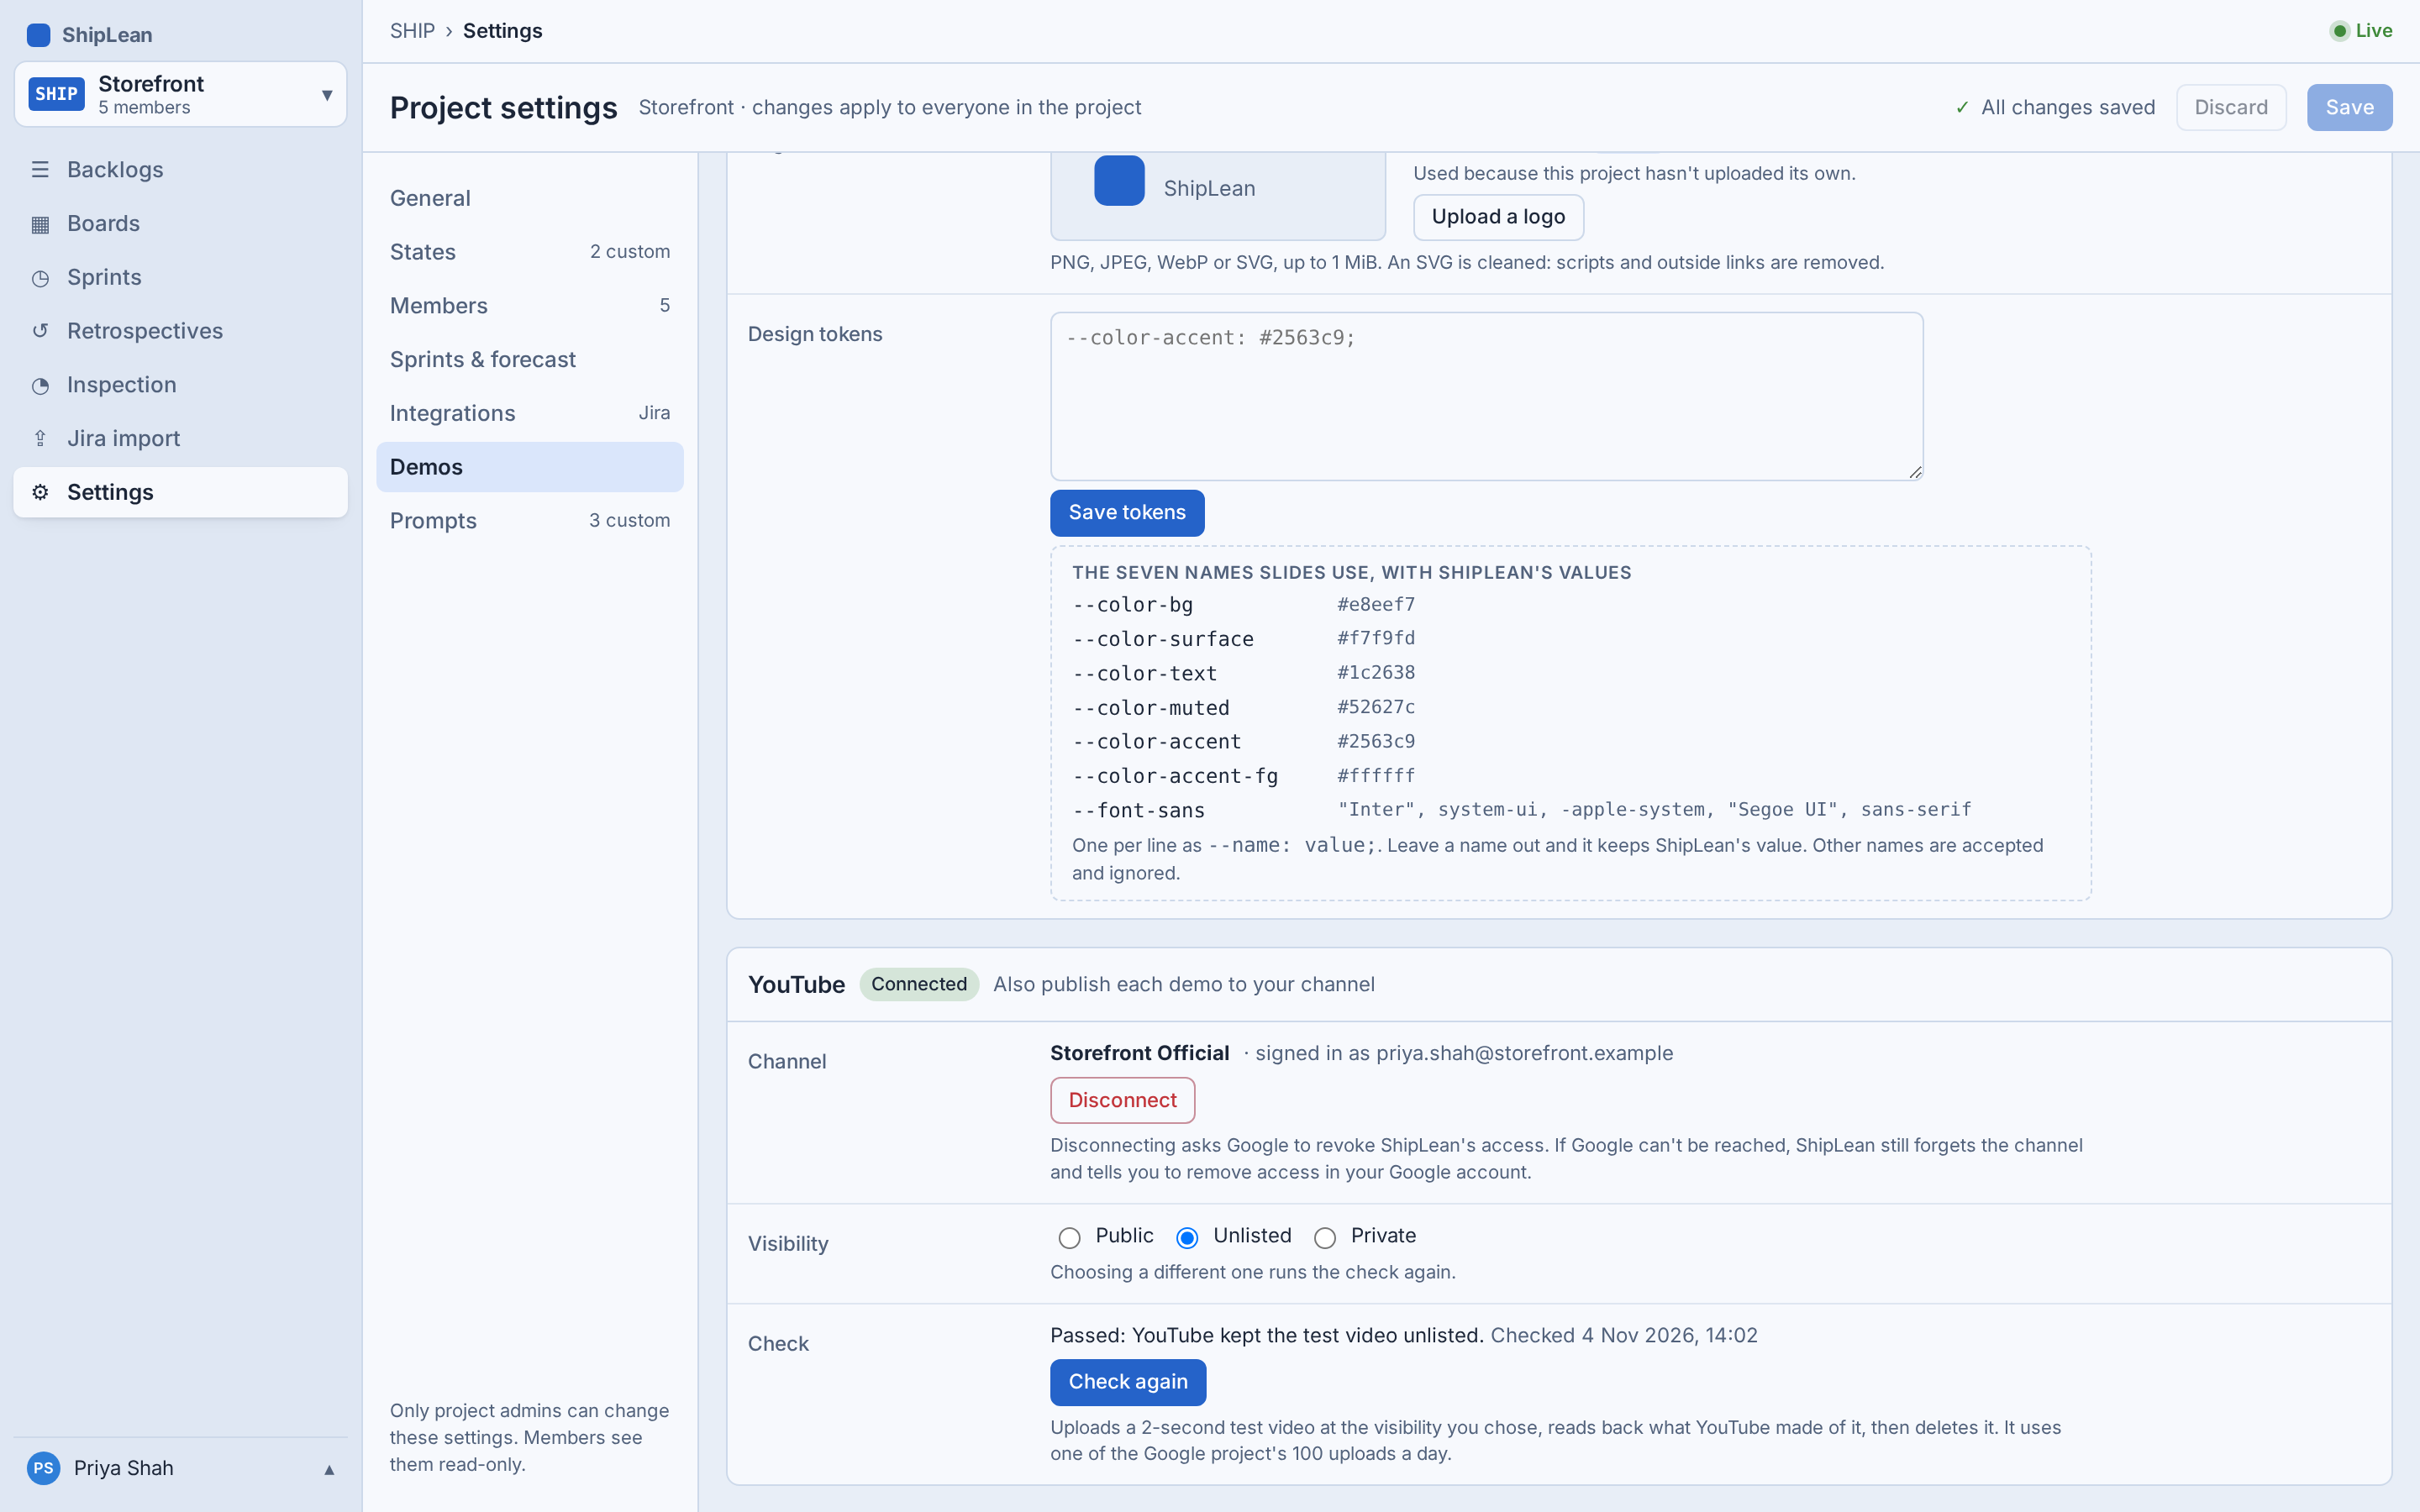 ShipLean
SHIP
Storefront
5 members
Backlogs
Boards
Sprints
Retrospectives
Inspection
Jira import
Settings
Priya Shah
PS
SHIP › Settings
Live
Project settings
Storefront · changes apply to everyone in the project
✓ All changes saved
Discard
Save
General
States 2 custom
Members 5
Sprints & forecast
Integrations Jira
Demos
Prompts 3 custom
Only project admins can change
these settings. Members see
them read-only.
ShipLean
Used because this project hasn't uploaded its own.
Upload a logo
PNG, JPEG, WebP or SVG, up to 1 MiB. An SVG is cleaned: scripts and outside links are removed.
Design tokens
--color-accent: #2563c9;
Save tokens
THE SEVEN NAMES SLIDES USE, WITH SHIPLEAN'S VALUES
--color-bg #e8eef7
--color-surface #f7f9fd
--color-text #1c2638
--color-muted #52627c
--color-accent #2563c9
--color-accent-fg #ffffff
--font-sans "Inter", system-ui, -apple-system, "Segoe UI", sans-serif
One per line as --name: value;. Leave a name out and it keeps ShipLean's value. Other names are accepted
and ignored.
YouTube Connected Also publish each demo to your channel
Channel
Storefront Official · signed in as priya.shah@storefront.example
Disconnect
Disconnecting asks Google to revoke ShipLean's access. If Google can't be reached, ShipLean still forgets the channel
and tells you to remove access in your Google account.
Visibility
Public Unlisted Private
Choosing a different one runs the check again.
Check
Passed: YouTube kept the test video unlisted. Checked 4 Nov 2026, 14:02
Check again
Uploads a 2-second test video at the visibility you chose, reads back what YouTube made of it, then deletes it. It uses
one of the Google project's 100 uploads a day.